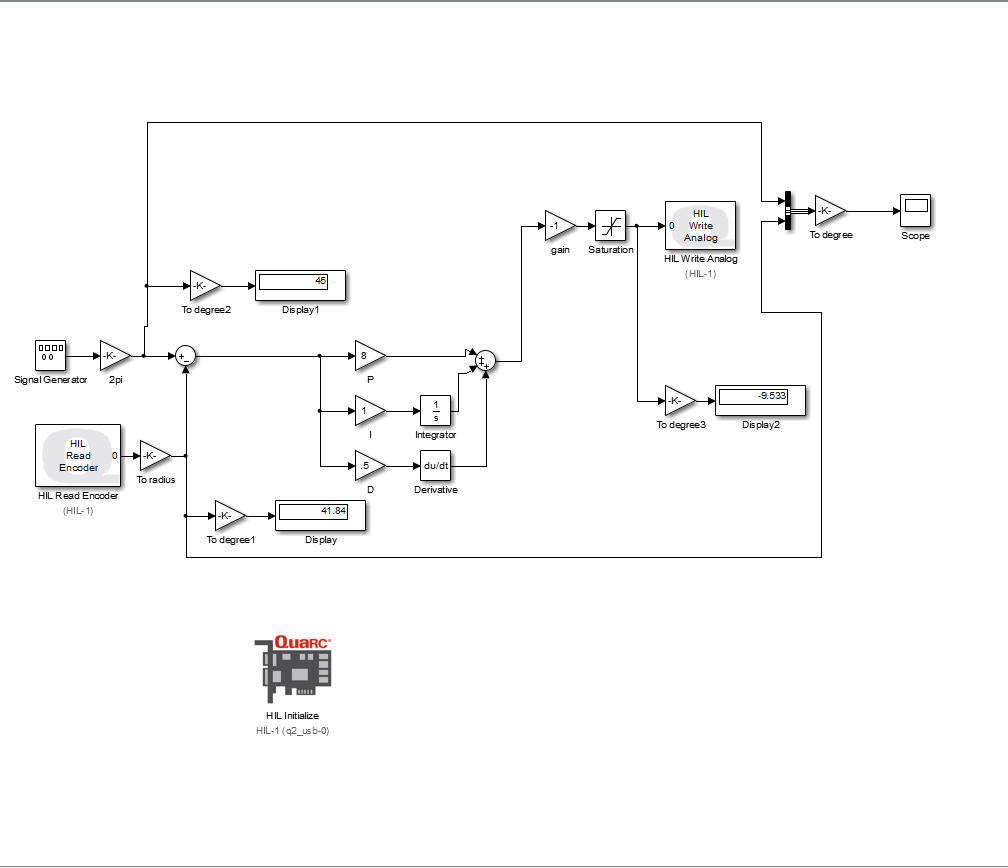 HIL
Write
Analog
0
HIL Write Analog
(HIL-1)
-1
gain
Saturation
-K-
To degree
Scope
-K-
To degree2
45
Display1
Signal Generator
-K-
2pi
8
P
1
I
1
s
Integrator
.5
D
du/dt
Derivative
-K-
To degree3
-9.533
Display2
HIL
Read
Encoder
0
HIL Read Encoder
(HIL-1)
-K-
To radius
-K-
To degree1
41.84
Display
QUARC
HIL Initialize
HIL-1 (q2_usb-0)